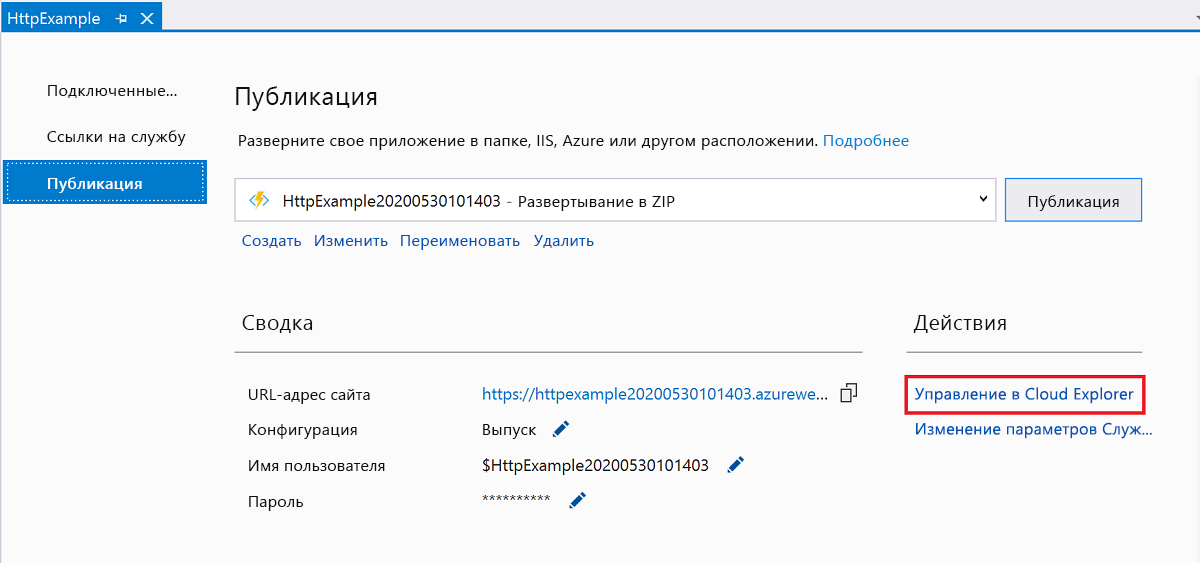 HttpExample
Подключенные...
Ссылки на службу
Публикация
Публикация
Разверните свое приложение в папке, IIS, Azure или другом расположении. Подробнее
HttpExample20200530101403 - Развертывание в ZIP
Публикация
Создать Изменить Переименовать Удалить
Сводка
URL-адрес сайта https://httpexample20200530101403.azurewe...
Конфигурация Выпуск
Имя пользователя $HttpExample20200530101403
Пароль **********
Действия
Управление в Cloud Explorer
Изменение параметров Служ...